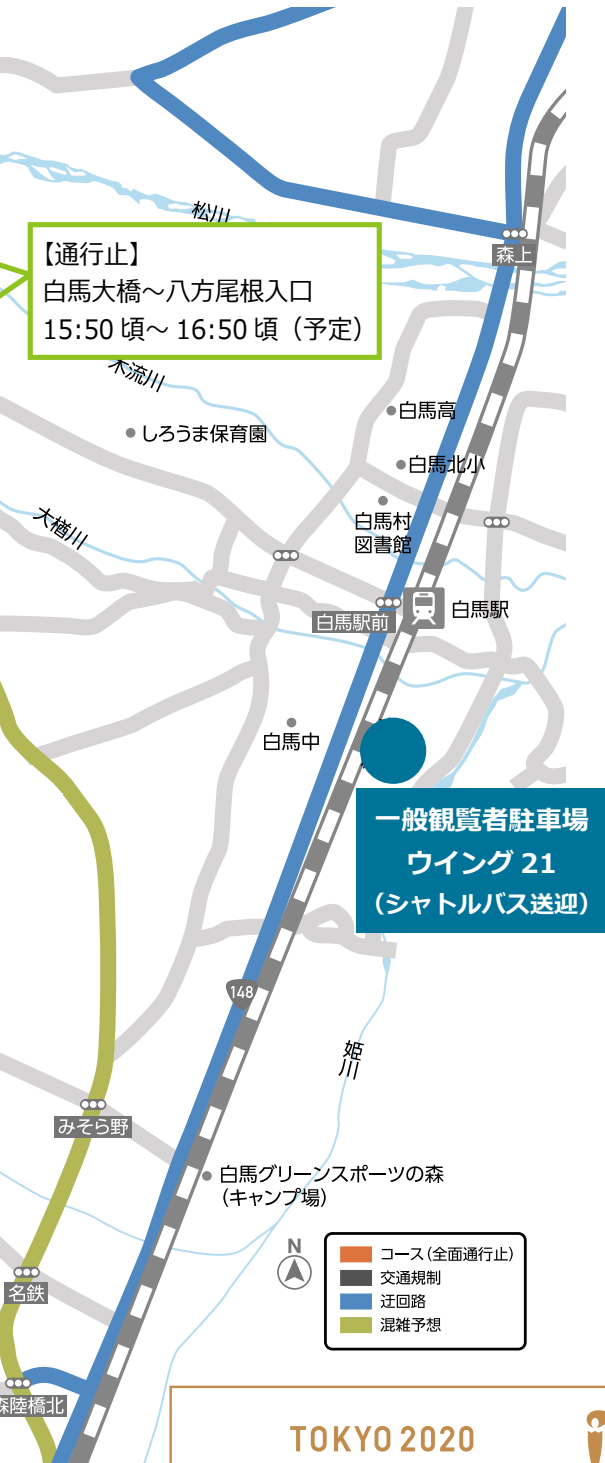 松川
森上
【通行止】
白馬大橋～八方尾根入口
15:50 頃～ 16:50 頃（予定）
木流川
白馬高
しろうま保育園
白馬北小
白馬村
図書館
大楢川
白馬駅前
白馬駅
白馬中
一般観覧者駐車場
ウイング 21
（シャトルバス送迎）
148
姫川
みそら野
白馬グリーンスポーツの森
(キャンプ場)
N
コース（全面通行止）
交通規制
迂回路
混雑予想
名鉄
森陸橋北
TOKYO 2020